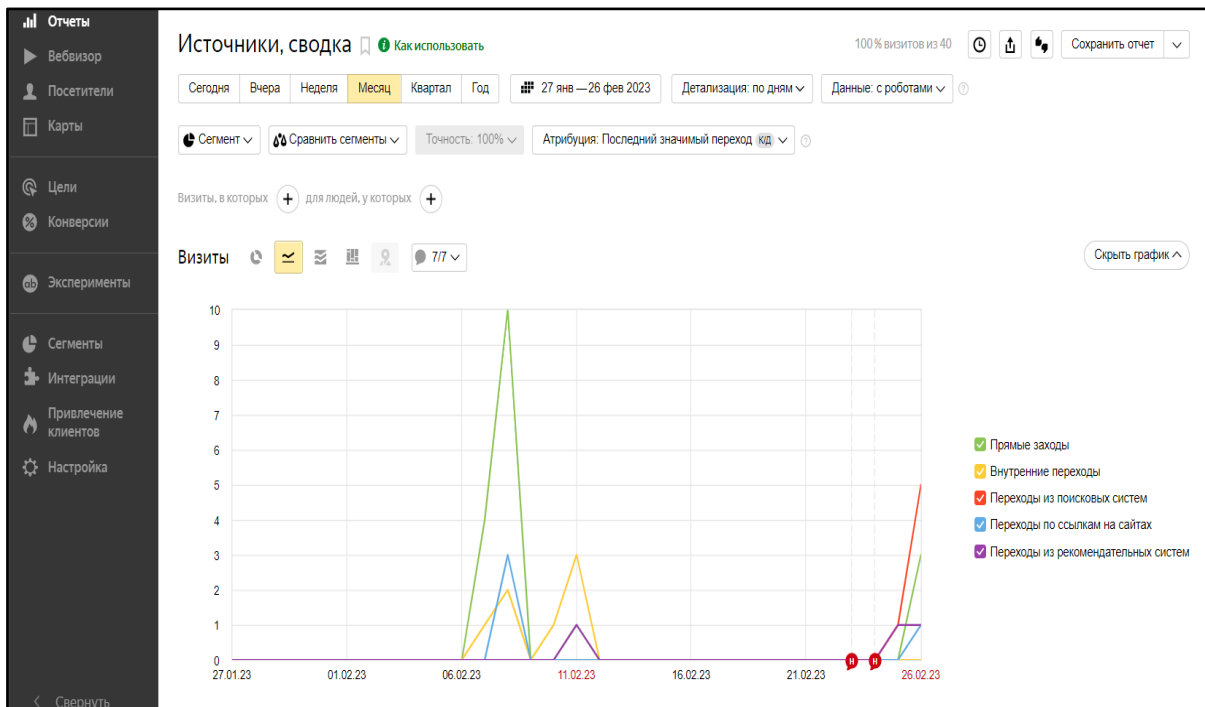 Отчеты
Вебвизор
Посетители
Карты
Цели
Конверсии
Эксперименты
Сегменты
Интеграции
Привлечение
клиентов
Настройка
Свернуть
Источники, сводка Как использовать 100 % визитов из 40 Сохранить отчет
Сегодня Вчера Неделя Месяц Квартал Год 27 янв — 26 фев 2023 Детализация: по дням Данные: с роботами ?
Сегмент Сравнить сегменты Точность: 100% Атрибуция: Последний значимый переход К/Д ?
Визиты, в которых + для людей, у которых +
Визиты 7/7 Скрыть график
10
9
8
7
6
5
4
3
2
1
0
Н Н
27.01.23 01.02.23 06.02.23 11.02.23 16.02.23 21.02.23 26.02.23
Прямые заходы
Внутренние переходы
Переходы из поисковых систем
Переходы по ссылкам на сайтах
Переходы из рекомендательных систем